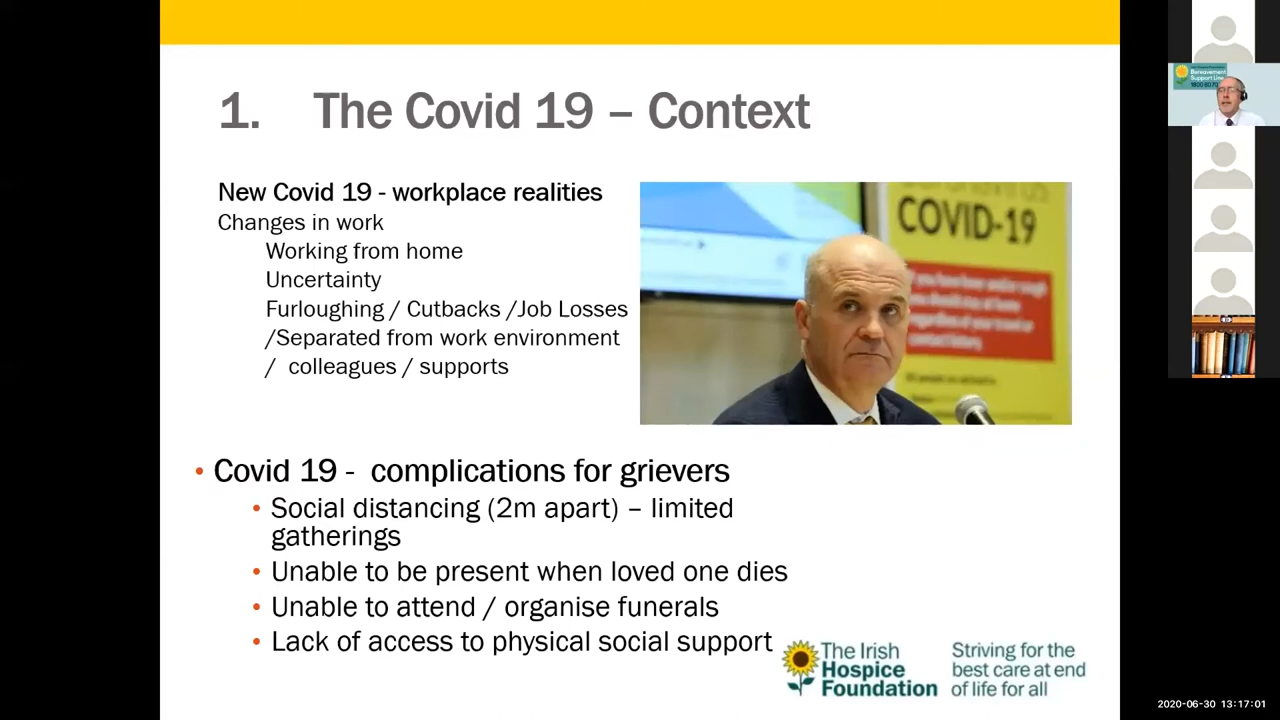 1. The Covid 19 – Context
New Covid 19 - workplace realities
Changes in work
Working from home
Uncertainty
Furloughing / Cutbacks /Job Losses
/Separated from work environment
/ colleagues / supports
COVID-19
• Covid 19 - complications for grievers
• Social distancing (2m apart) – limited
gatherings
• Unable to be present when loved one dies
• Unable to attend / organise funerals
• Lack of access to physical social support
The Irish
Hospice
Foundation
Striving for the
best care at end
of life for all
Bereavement
Support Line
2020-06-30 13:17:01